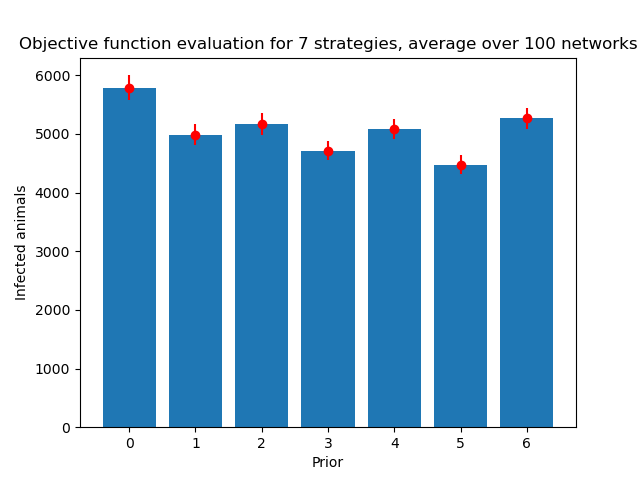 Objective function evaluation for 7 strategies, average over 100 networks
6000
5000
4000
3000
2000
1000
0
Infected animals
0 1 2 3 4 5 6
Prior